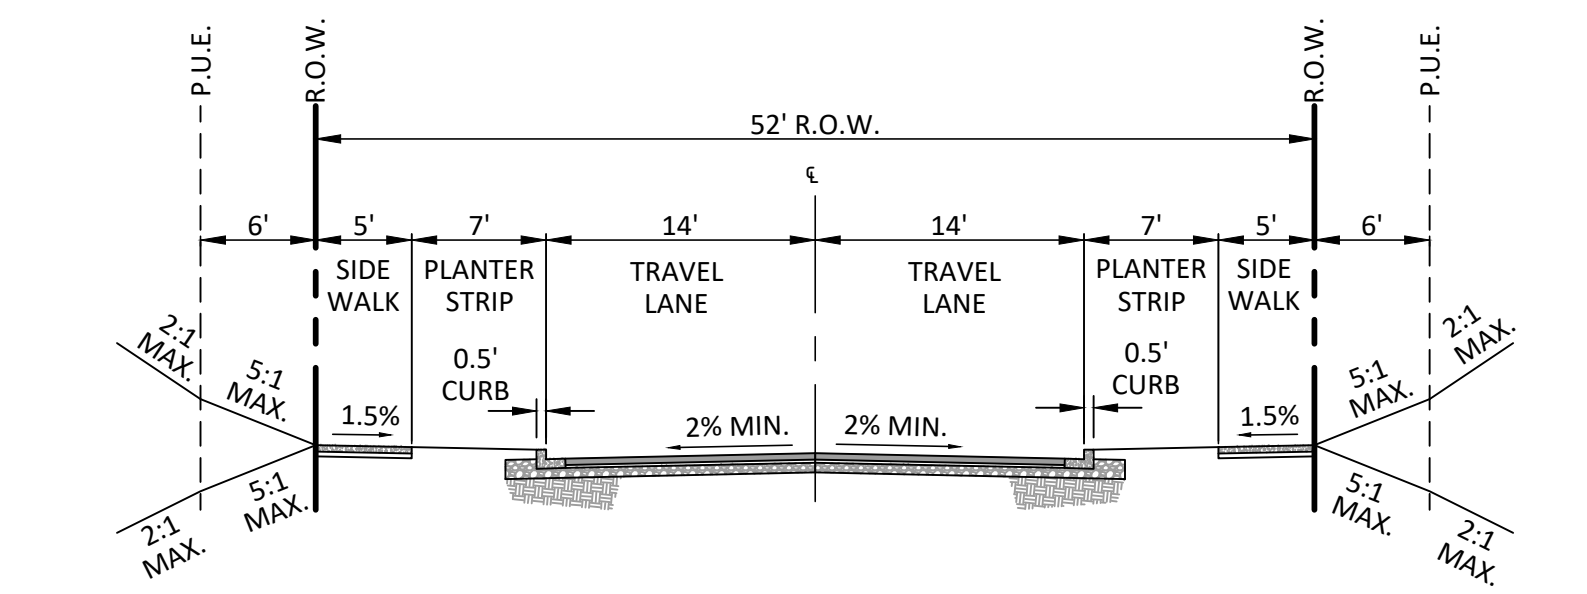 P.U.E.
R.O.W.
R.O.W.
P.U.E.
52' R.O.W.
℄
6'
5'
7'
14'
14'
7'
5'
6'
SIDE
WALK
PLANTER
STRIP
TRAVEL
LANE
TRAVEL
LANE
PLANTER
STRIP
SIDE
WALK
2:1
MAX.
5:1
MAX.
0.5'
CURB
0.5'
CURB
5:1
MAX.
2:1
MAX.
1.5%
2% MIN.
2% MIN.
1.5%
5:1
MAX.
2:1
MAX.
5:1
MAX.
2:1
MAX.